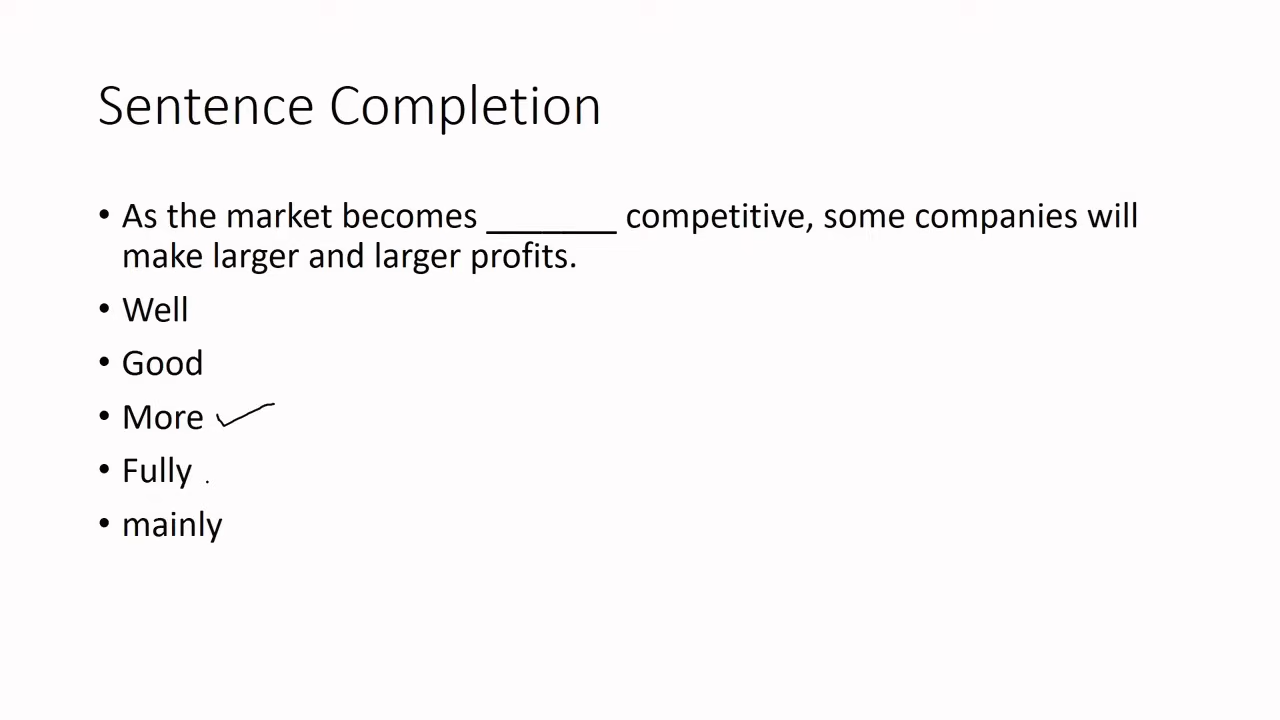 Sentence Completion
• As the market becomes _______ competitive, some companies will
make larger and larger profits.
• Well
• Good
• More ✓
• Fully .
• mainly